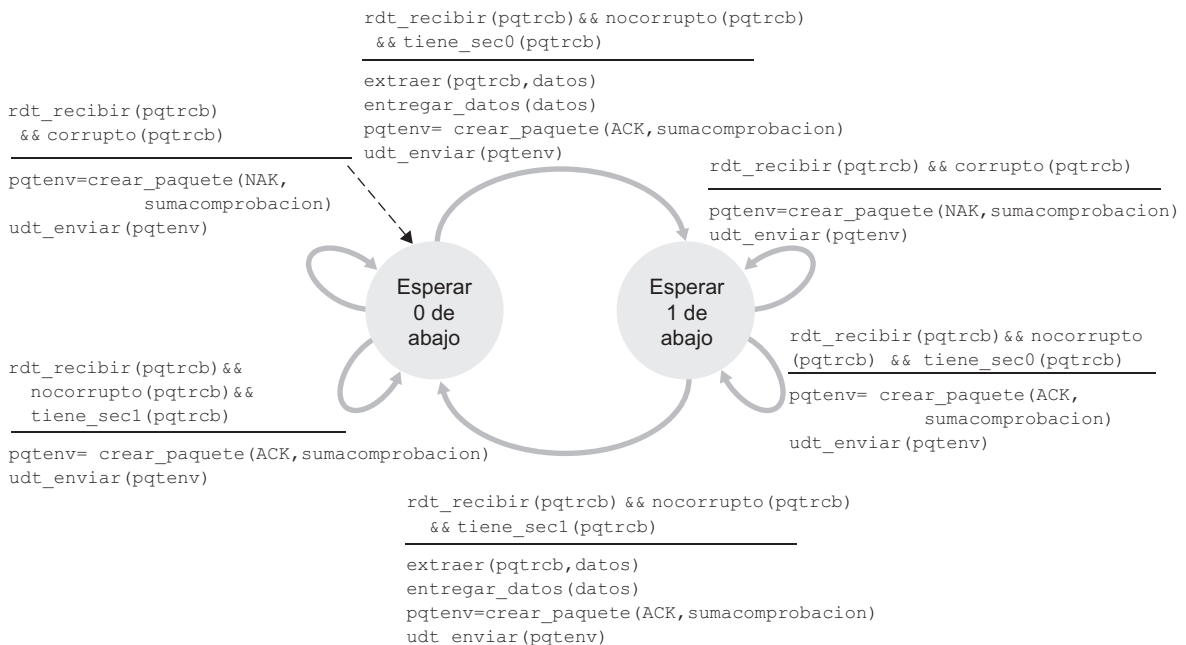 rdt_recibir(pqtrcb)&& nocorrupto(pqtrcb)
&& tiene_sec0(pqtrcb)
extraer(pqtrcb,datos)
entregar_datos(datos)
pqtenv= crear_paquete(ACK,sumacomprobacion)
udt_enviar(pqtenv)
rdt_recibir(pqtrcb)
&& corrupto(pqtrcb)
pqtenv=crear_paquete(NAK,
sumacomprobacion)
udt_enviar(pqtenv)
rdt_recibir(pqtrcb) && corrupto(pqtrcb)
pqtenv=crear_paquete(NAK,sumacomprobacion)
udt_enviar(pqtenv)
Esperar
0 de
abajo
Esperar
1 de
abajo
rdt_recibir(pqtrcb)&&
nocorrupto(pqtrcb)&&
tiene_sec1(pqtrcb)
pqtenv= crear_paquete(ACK,sumacomprobacion)
udt_enviar(pqtenv)
rdt_recibir(pqtrcb)&& nocorrupto
(pqtrcb) && tiene_sec0(pqtrcb)
pqtenv= crear_paquete(ACK,
sumacomprobacion)
udt_enviar(pqtenv)
rdt_recibir(pqtrcb) && nocorrupto(pqtrcb)
&& tiene_sec1(pqtrcb)
extraer(pqtrcb,datos)
entregar_datos(datos)
pqtenv=crear_paquete(ACK,sumacomprobacion)
udt enviar(pqtenv)